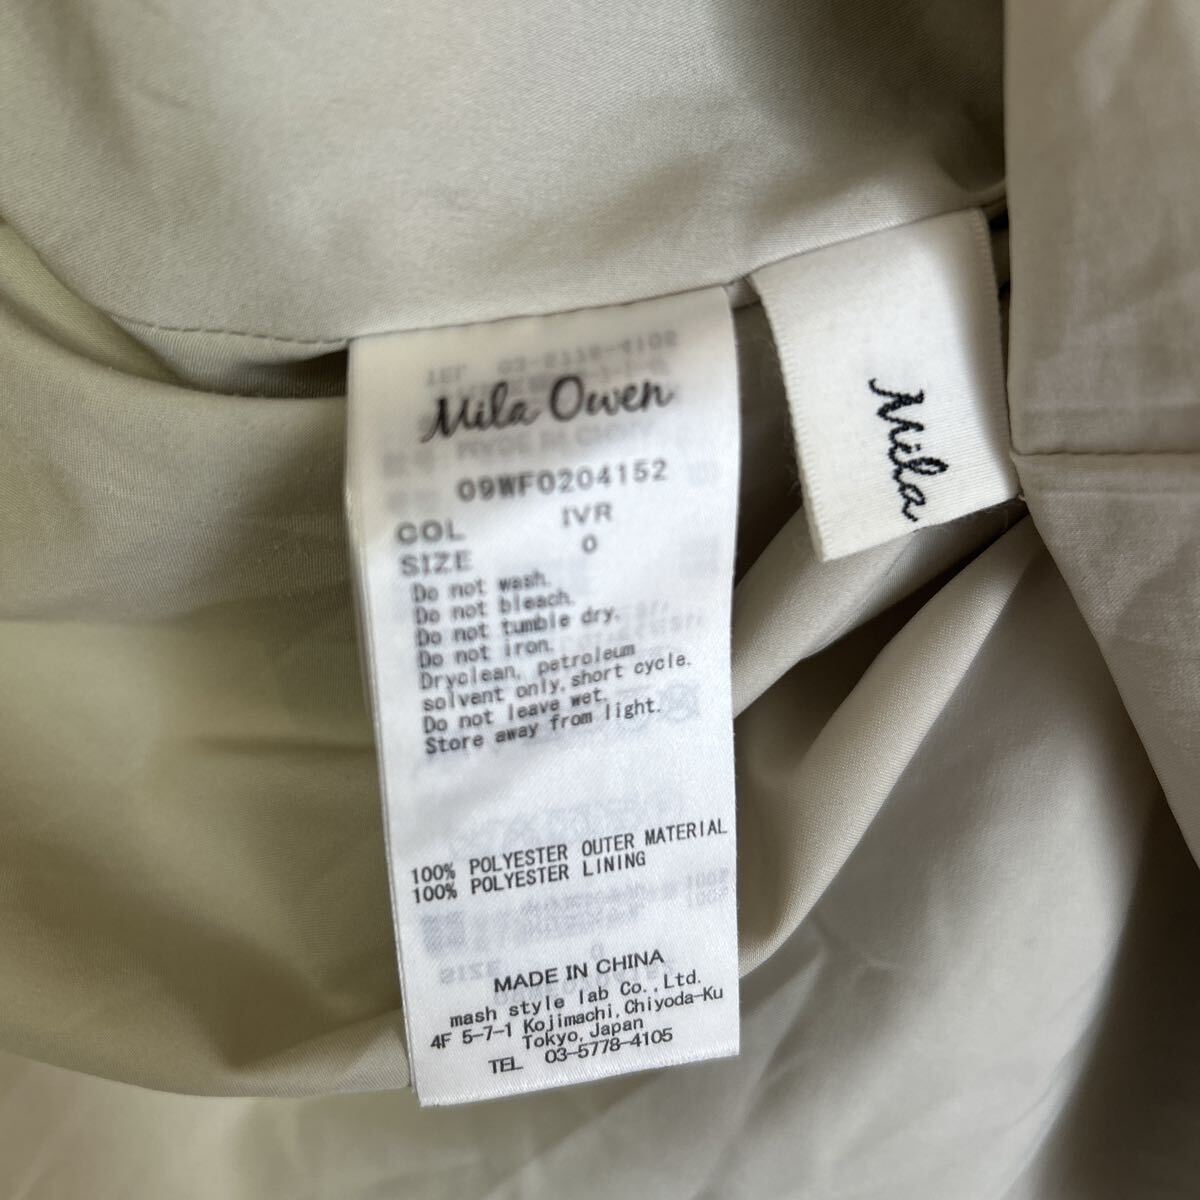 Mila Owen
09WF0204152
COL IVR
SIZE 0
Do not wash.
Do not bleach.
Do not tumble dry.
Do not iron.
Dryclean, petroleum
solvent only, short cycle.
Do not leave wet.
Store away from light.
100% POLYESTER OUTER MATERIAL
100% POLYESTER LINING
MADE IN CHINA
mash style lab Co., Ltd.
4F 5-7-1 Kojimachi, Chiyoda-Ku
Tokyo, Japan
TEL 03-5778-4105
Mila